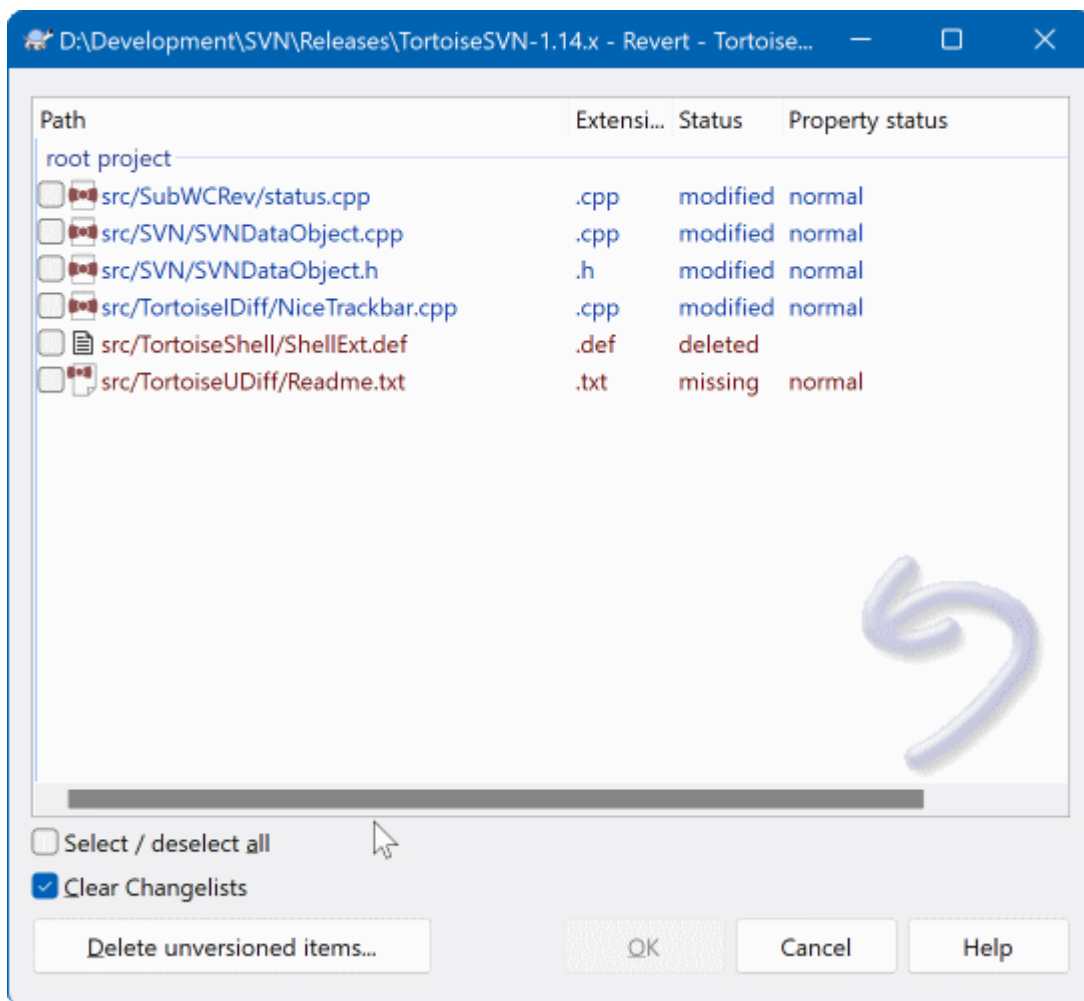 D:\Development\SVN\Releases\TortoiseSVN-1.14.x - Revert - Tortoise...
Path Extensi... Status Property status
root project
src/SubWCRev/status.cpp .cpp modified normal
src/SVN/SVNDataObject.cpp .cpp modified normal
src/SVN/SVNDataObject.h .h modified normal
src/TortoiseIDiff/NiceTrackbar.cpp .cpp modified normal
src/TortoiseShell/ShellExt.def .def deleted
src/TortoiseUDiff/Readme.txt .txt missing normal
Select / deselect all
Clear Changelists
Delete unversioned items... OK Cancel Help